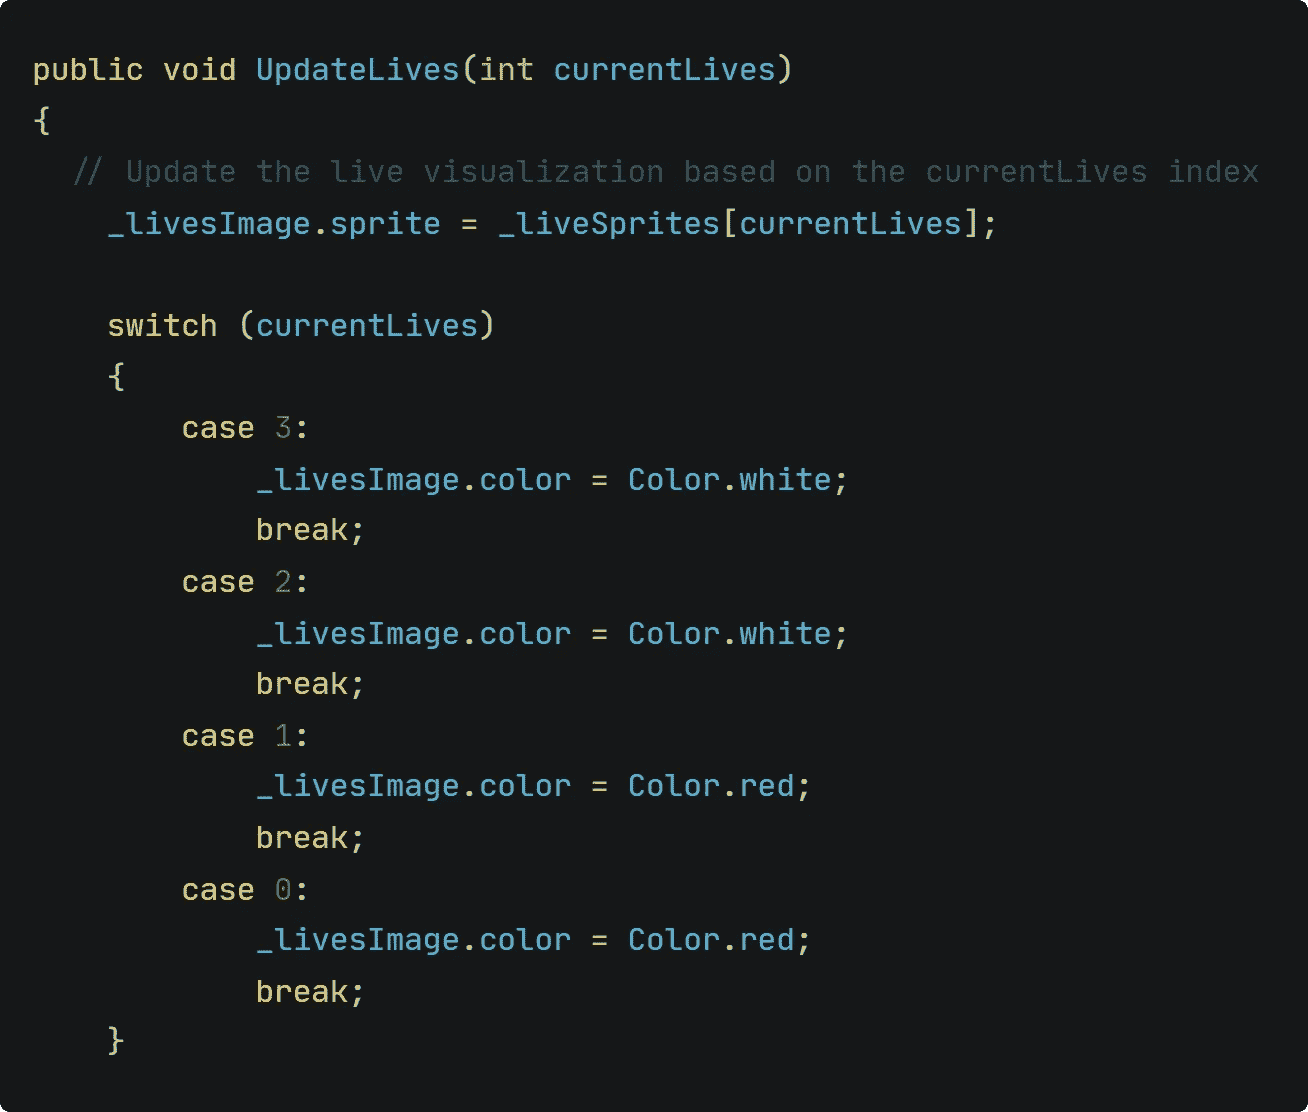 public void UpdateLives(int currentLives)
{
// Update the live visualization based on the currentLives index
_livesImage.sprite = _liveSprites[currentLives];
switch (currentLives)
{
case 3:
_livesImage.color = Color.white;
break;
case 2:
_livesImage.color = Color.white;
break;
case 1:
_livesImage.color = Color.red;
break;
case 0:
_livesImage.color = Color.red;
break;
}